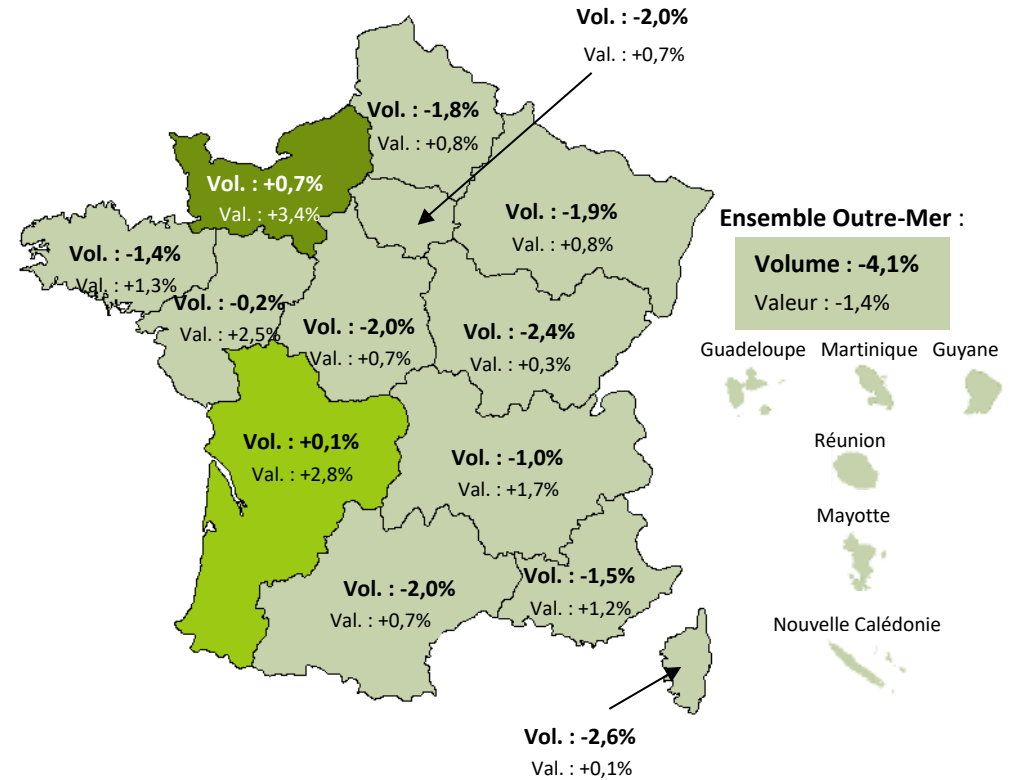 Vol. : -2,0%
Val. : +0,7%
Vol. : -1,8%
Val. : +0,8%
Vol. : +0,7%
Val. : +3,4%
Vol. : -1,9%
Val. : +0,8%
Vol. : -1,4%
Val. : +1,3%
Vol. : -0,2%
Val. : +2,5%
Vol. : -2,0%
Val. : +0,7%
Vol. : -2,4%
Val. : +0,3%
Vol. : +0,1%
Val. : +2,8%
Vol. : -1,0%
Val. : +1,7%
Vol. : -2,0%
Val. : +0,7%
Vol. : -1,5%
Val. : +1,2%
Vol. : -2,6%
Val. : +0,1%
Ensemble Outre-Mer :
Volume : -4,1%
Valeur : -1,4%
Guadeloupe Martinique Guyane
Réunion
Mayotte
Nouvelle Calédonie